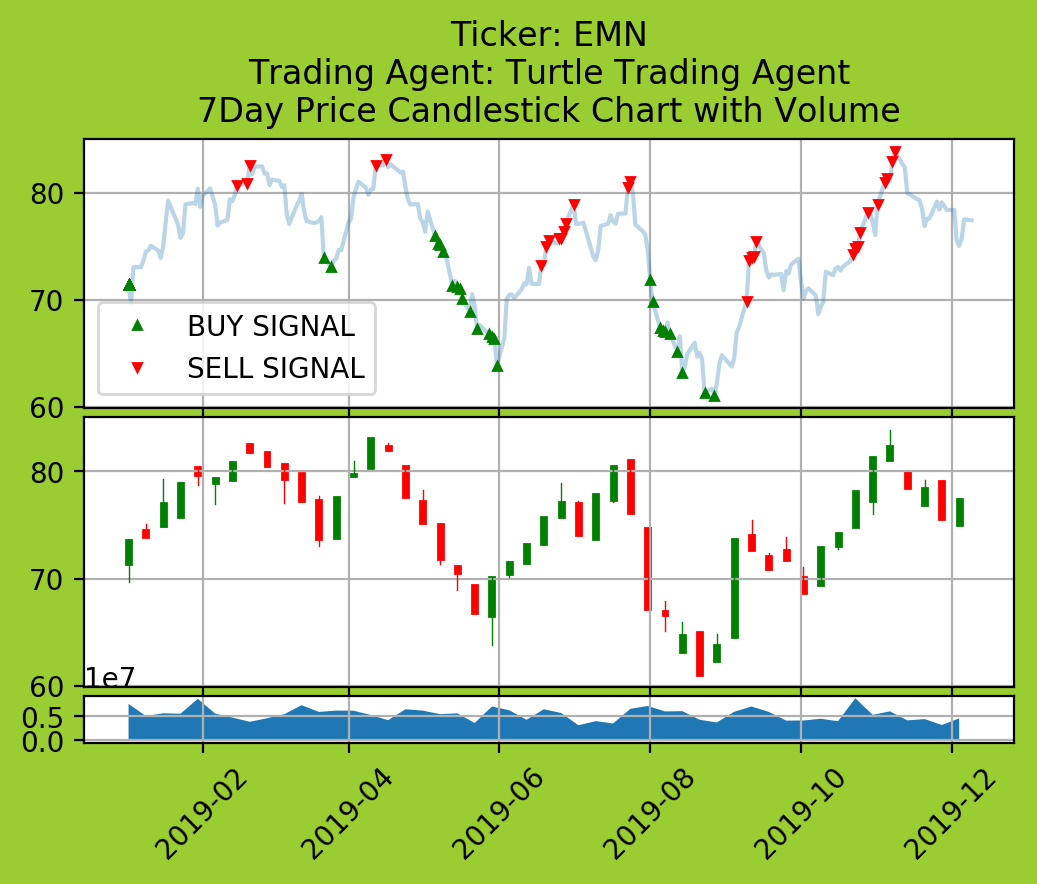 Ticker: EMN
Trading Agent: Turtle Trading Agent
7Day Price Candlestick Chart with Volume
80
70
60
BUY SIGNAL
SELL SIGNAL
80
70
60
1e7
0.5
0.0
2019-02
2019-04
2019-06
2019-08
2019-10
2019-12